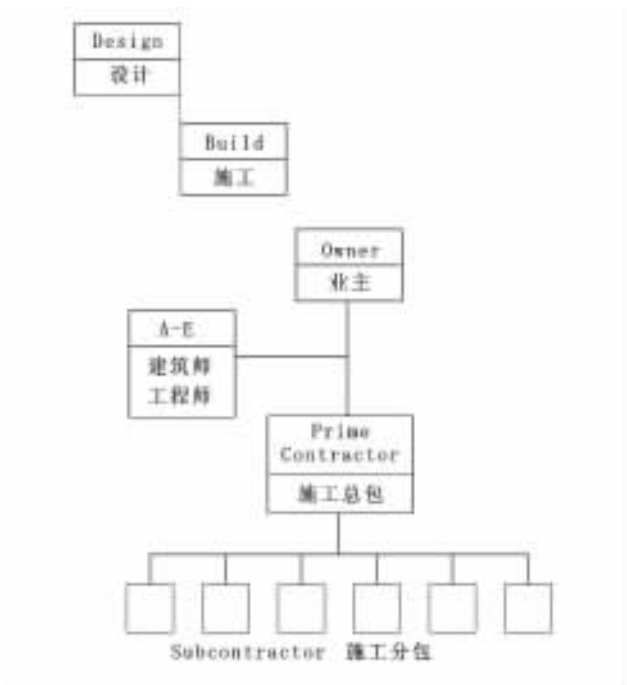 Design
设计
Build
施工
Owner
业主
A-E
建筑师
工程师
Prime
Contractor
施工总包
Subcontractor 施工分包